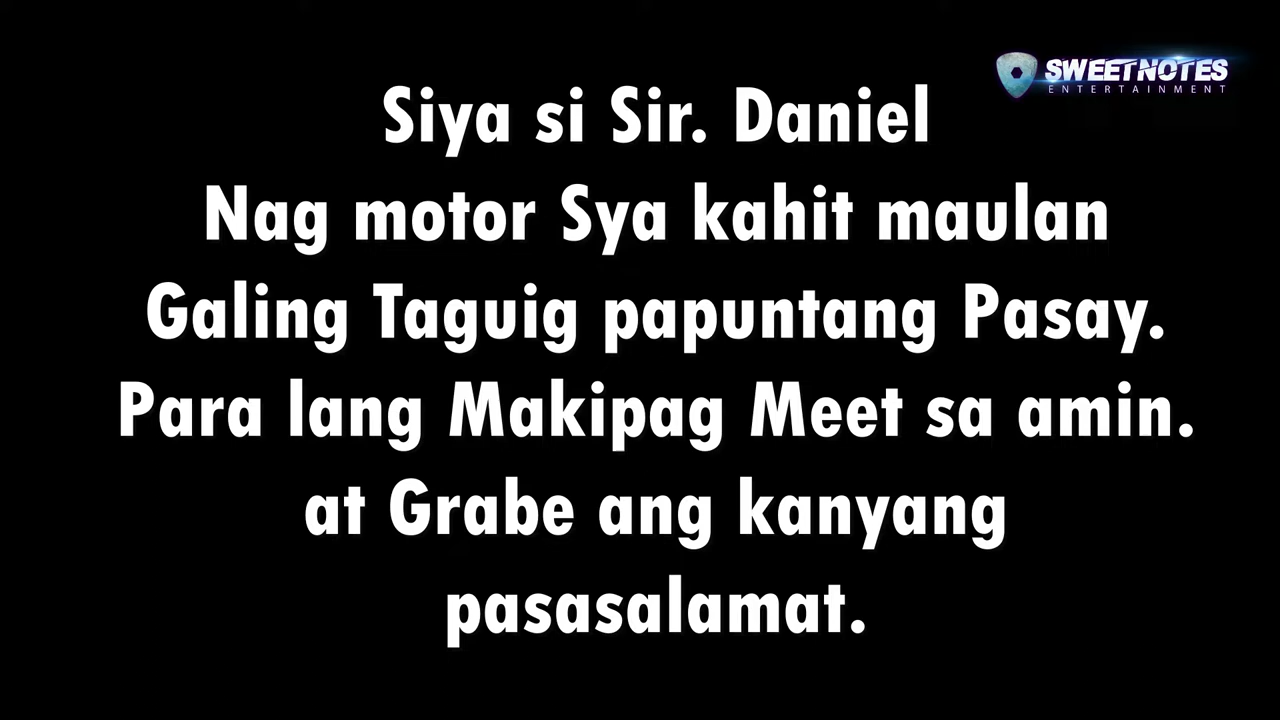 SWEETNOTES
ENTERTAINMENT
Siya si Sir. Daniel
Nag motor Sya kahit maulan
Galing Taguig papuntang Pasay.
Para lang Makipag Meet sa amin.
at Grabe ang kanyang
pasasalamat.